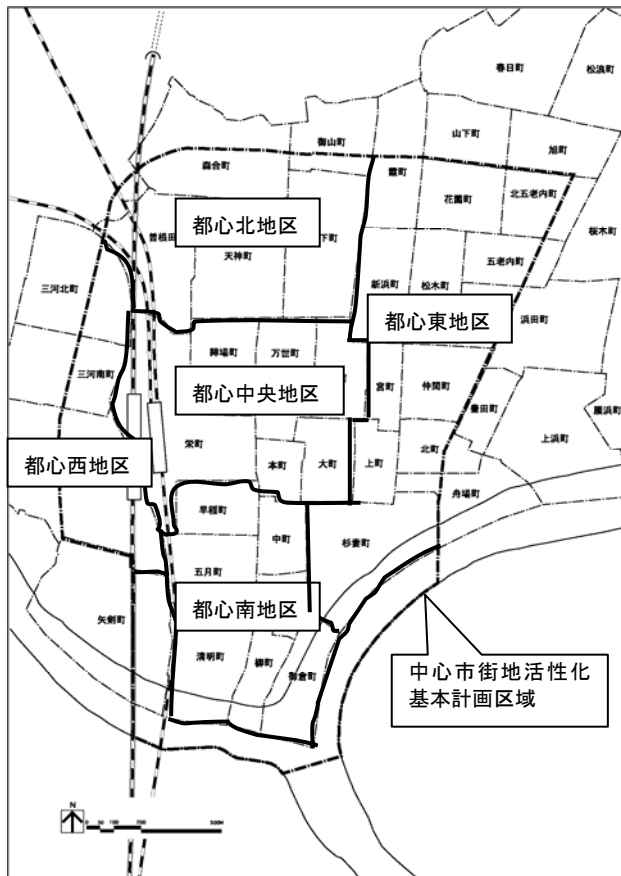 春日町
松浪町
御山町
山下町
旭町
森合町
霞町
花園町
北五老内町
都心北地区
曽根田
下町
桜木町
天神町
五老内町
三河北町
新浜町
松木町
浜田町
都心東地区
陣場町
万世町
三河南町
都心中央地区
宮町
仲間町
豊田町
腰浜町
上浜町
都心西地区
栄町
本町
大町
上町
北町
舟場町
早稲町
中町
杉妻町
五月町
都心南地区
矢剣町
清明町
柳町
御倉町
中心市街地活性化
基本計画区域
N
0 50 100 200 500M